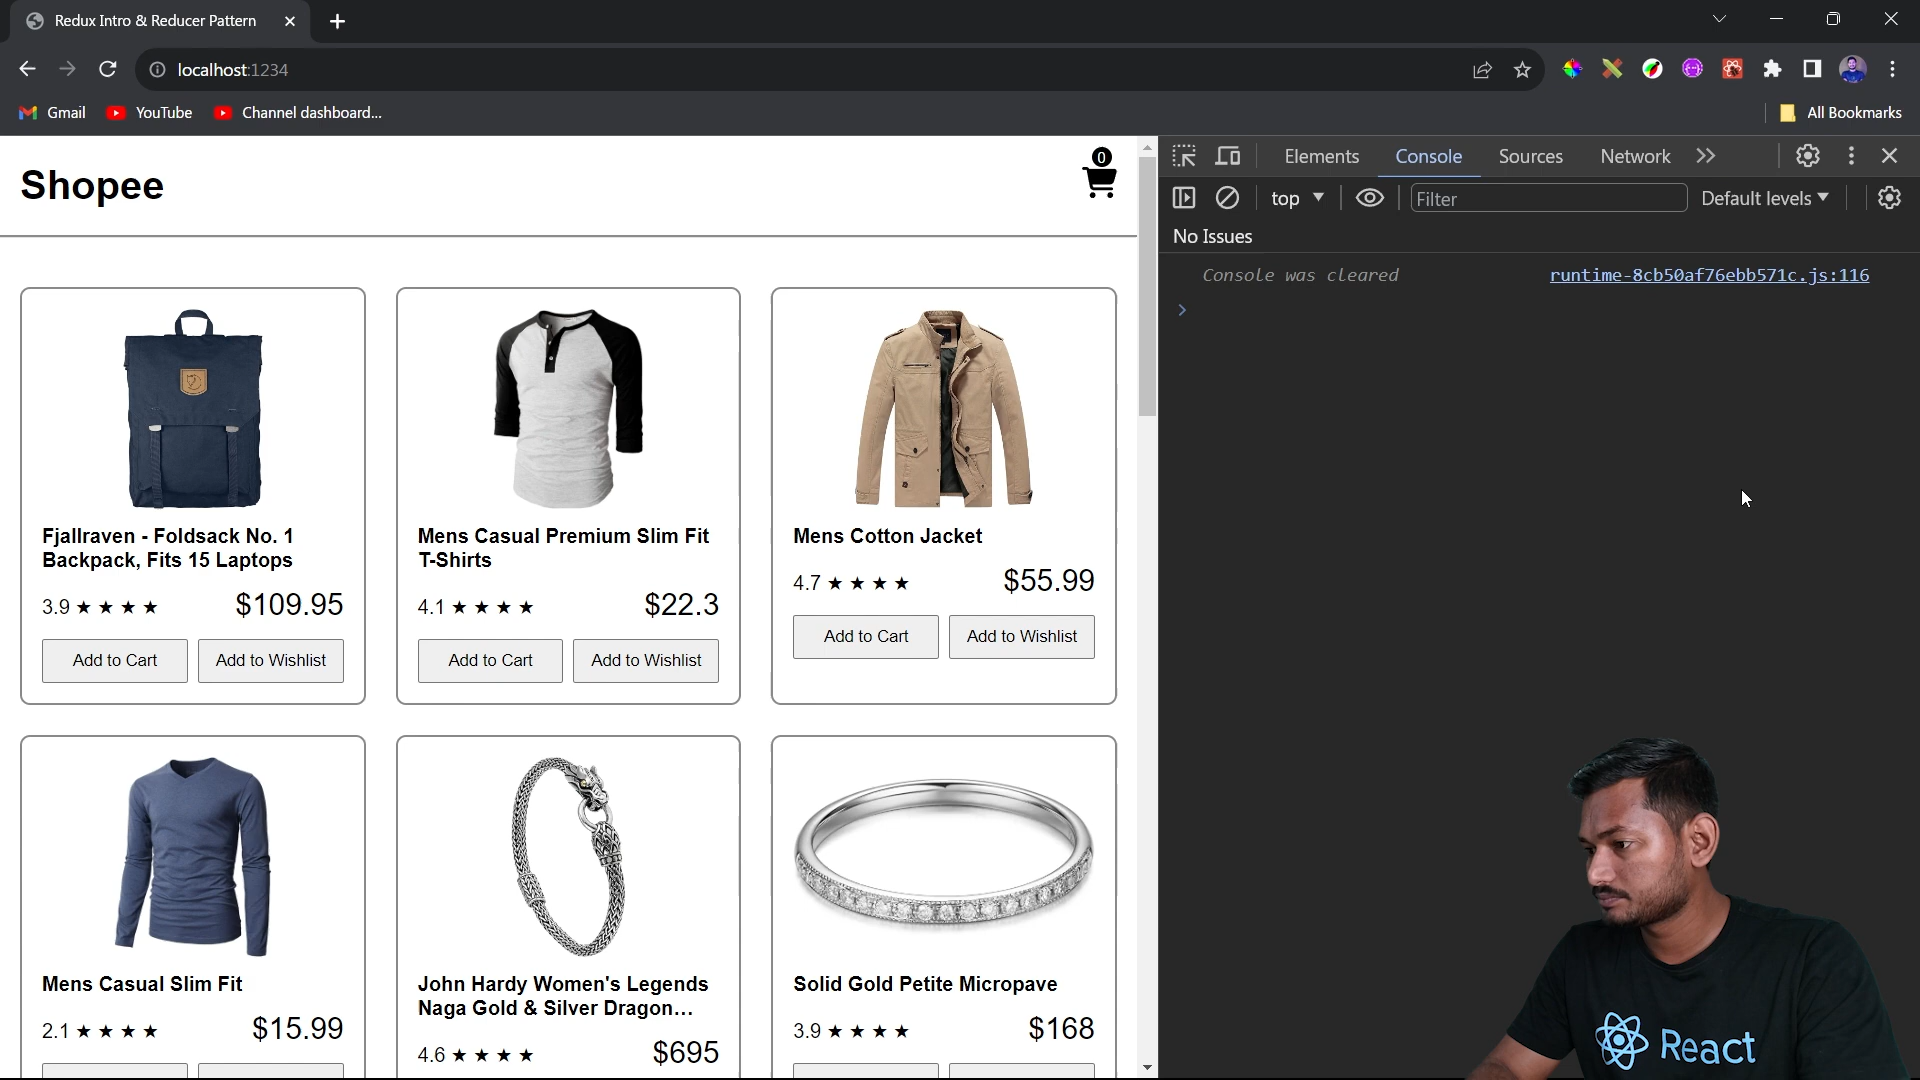 Redux Intro & Reducer Pattern
localhost:1234
Gmail
YouTube
Channel dashboard...
All Bookmarks
Shopee
0
Fjallraven - Foldsack No. 1
Backpack, Fits 15 Laptops
3.9 ★ ★ ★ ★ $109.95
Add to Cart Add to Wishlist
Mens Casual Premium Slim Fit
T-Shirts
4.1 ★ ★ ★ ★ $22.3
Add to Cart Add to Wishlist
Mens Cotton Jacket
4.7 ★ ★ ★ ★ $55.99
Add to Cart Add to Wishlist
Mens Casual Slim Fit
2.1 ★ ★ ★ ★ $15.99
John Hardy Women's Legends
Naga Gold & Silver Dragon...
4.6 ★ ★ ★ ★ $695
Solid Gold Petite Micropave
3.9 ★ ★ ★ ★ $168
Elements Console Sources Network
top Filter Default levels
No Issues
Console was cleared runtime-8cb50af76ebb571c.js:116
React